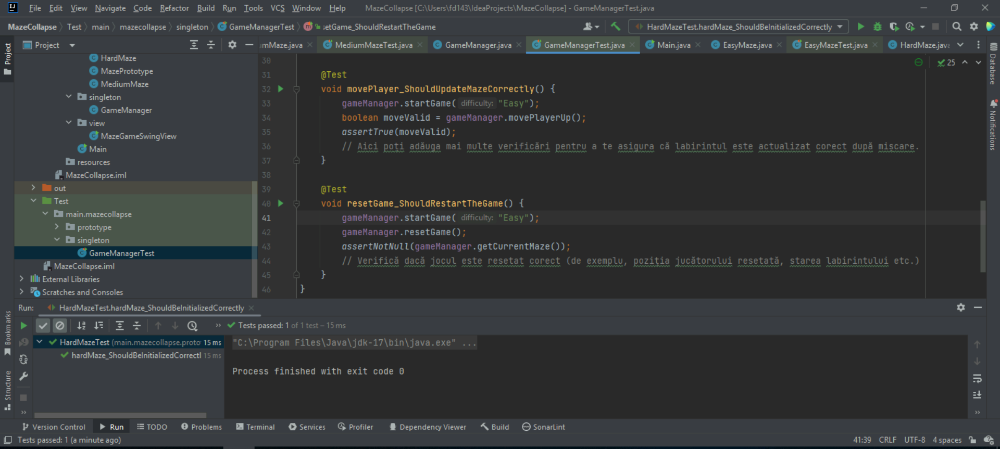 File Edit View Navigate Code Refactor Build Run Tools VCS Window Help MazeCollapse [C:\Users\fd143\IdeaProjects\MazeCollapse] - GameManagerTest.java
MazeCollapse Test main mazecollapse singleton GameManagerTest setGame_ShouldRestartTheGame HardMazeTest.hardMaze_ShouldBeInitializedCorrectly
Project
Project
umMaze.java MediumMazeTest.java GameManager.java GameManagerTest.java Main.java EasyMaze.java EasyMazeTest.java HardMaze.java
HardMaze
MazePrototype
MediumMaze
singleton
GameManager
view
MazeGameSwingView
Main
resources
MazeCollapse.iml
out
Test
main.mazecollapse
prototype
singleton
GameManagerTest
MazeCollapse.iml
External Libraries
Scratches and Consoles
25
30
31 @Test
32 void movePlayer_ShouldUpdateMazeCorrectly() {
33 gameManager.startGame( difficulty: "Easy");
34 boolean moveValid = gameManager.movePlayerUp();
35 assertTrue(moveValid);
36 // Aici poți adăuga mai multe verificări pentru a te asigura că labirintul este actualizat corect după mișcare.
37 }
38
39 @Test
40 void resetGame_ShouldRestartTheGame() {
41 gameManager.startGame( difficulty: "Easy");
42 gameManager.resetGame();
43 assertNotNull(gameManager.getCurrentMaze());
44 // Verifică dacă jocul este resetat corect (de exemplu, poziția jucătorului resetată, starea labirintului etc.)
45 }
46 }
Database
Notifications
Bookmarks
Structure
Run: HardMazeTest.hardMaze_ShouldBeInitializedCorrectly
Tests passed: 1 of 1 test – 15 ms
HardMazeTest (main.mazecollapse.proto 15 ms
hardMaze_ShouldBeInitializedCorrectl 15 ms
"C:\Program Files\Java\jdk-17\bin\java.exe" ...
Process finished with exit code 0
Version Control Run TODO Problems Terminal Services Profiler Dependency Viewer Build SonarLint
Tests passed: 1 (a minute ago) 41:39 CRLF UTF-8 4 spaces